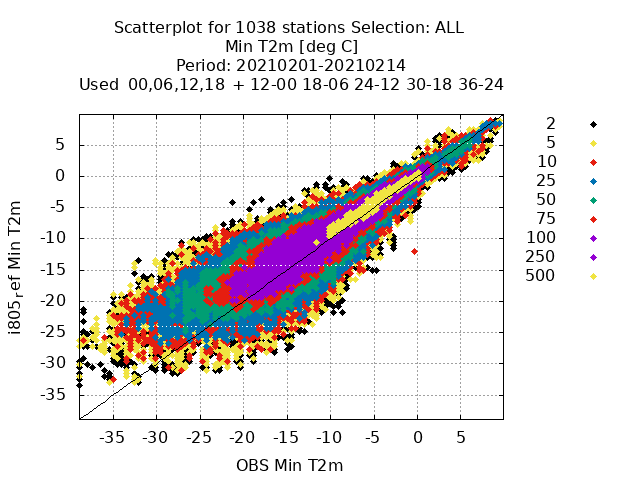 Scatterplot for 1038 stations Selection: ALL
Min T2m [deg C]
Period: 20210201-20210214
Used 00,06,12,18 + 12-00 18-06 24-12 30-18 36-24
i805ref Min T2m
5
0
-5
-10
-15
-20
-25
-30
-35
-35 -30 -25 -20 -15 -10 -5 0 5
OBS Min T2m
2
5
10
25
50
75
100
250
500